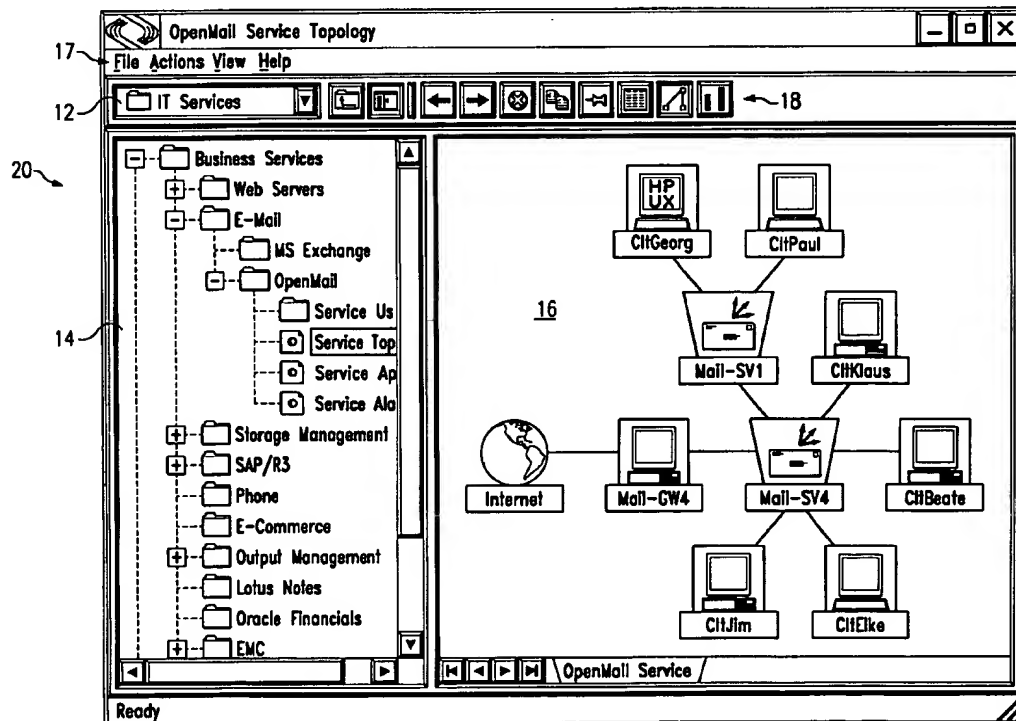 OpenMail Service Topology
17
File Actions View Help
12
IT Services
18
20
14
Business Services
Web Servers
E-Mail
MS Exchange
OpenMail
Service Us
Service Top
Service Ap
Service Ala
Storage Management
SAP/R3
Phone
E-Commerce
Output Management
Lotus Notes
Oracle Financials
EMC
16
HP
UX
CltGeorg
CltPaul
Mail-SV1
CltKlaus
Internet
Mail-GW4
Mail-SV4
CltBeate
CltJim
CltElke
OpenMail Service
Ready